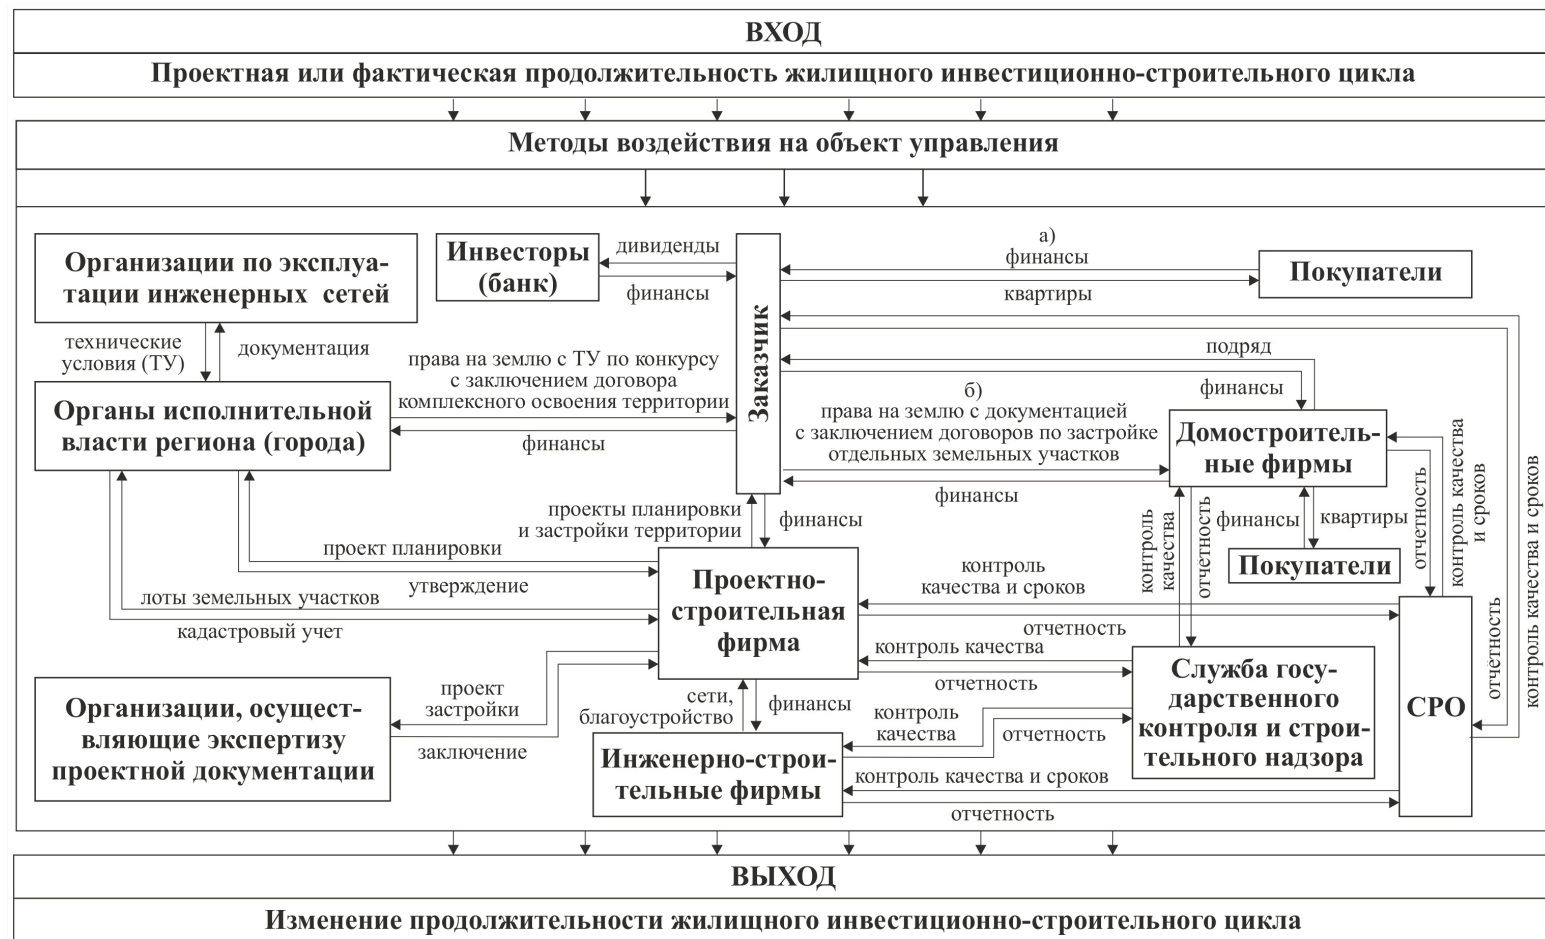 ВХОД
Проектная или фактическая продолжительность жилищного инвестиционно-строительного цикла
Методы воздействия на объект управления
Организации по эксплуа-
тации инженерных сетей
Инвесторы
(банк)
дивиденды
финансы
Заказчик
а)
финансы
квартиры
Покупатели
технические
условия (ТУ)
документация
права на землю с ТУ по конкурсу
с заключением договора
комплексного освоения территории
финансы
Органы исполнительной
власти региона (города)
подряд
финансы
б)
права на землю с документацией
с заключением договоров по застройке
отдельных земельных участков
финансы
Домостроитель-
ные фирмы
проекты планировки
и застройки территории
финансы
контроль
качества
отчетность
финансы
квартиры
Покупатели
отчетность
контроль качества
и сроков
отчетность
контроль качества и сроков
проект планировки
утверждение
лоты земельных участков
кадастровый учет
Проектно-
строительная
фирма
контроль
качества и сроков
отчетность
контроль качества
отчетность
Служба госу-
дарственного
контроля и строи-
тельного надзора
СРО
Организации, осущест-
вляющие экспертизу
проектной документации
проект
застройки
заключение
сети,
благоустройство
финансы
контроль
качества
отчетность
Инженерно-строи-
тельные фирмы
контроль качества и сроков
отчетность
ВЫХОД
Изменение продолжительности жилищного инвестиционно-строительного цикла